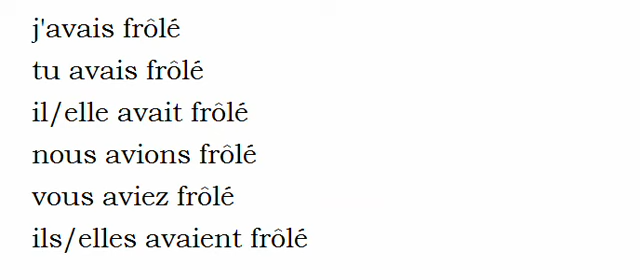 j'avais frôlé
tu avais frôlé
il/elle avait frôlé
nous avions frôlé
vous aviez frôlé
ils/elles avaient frôlé